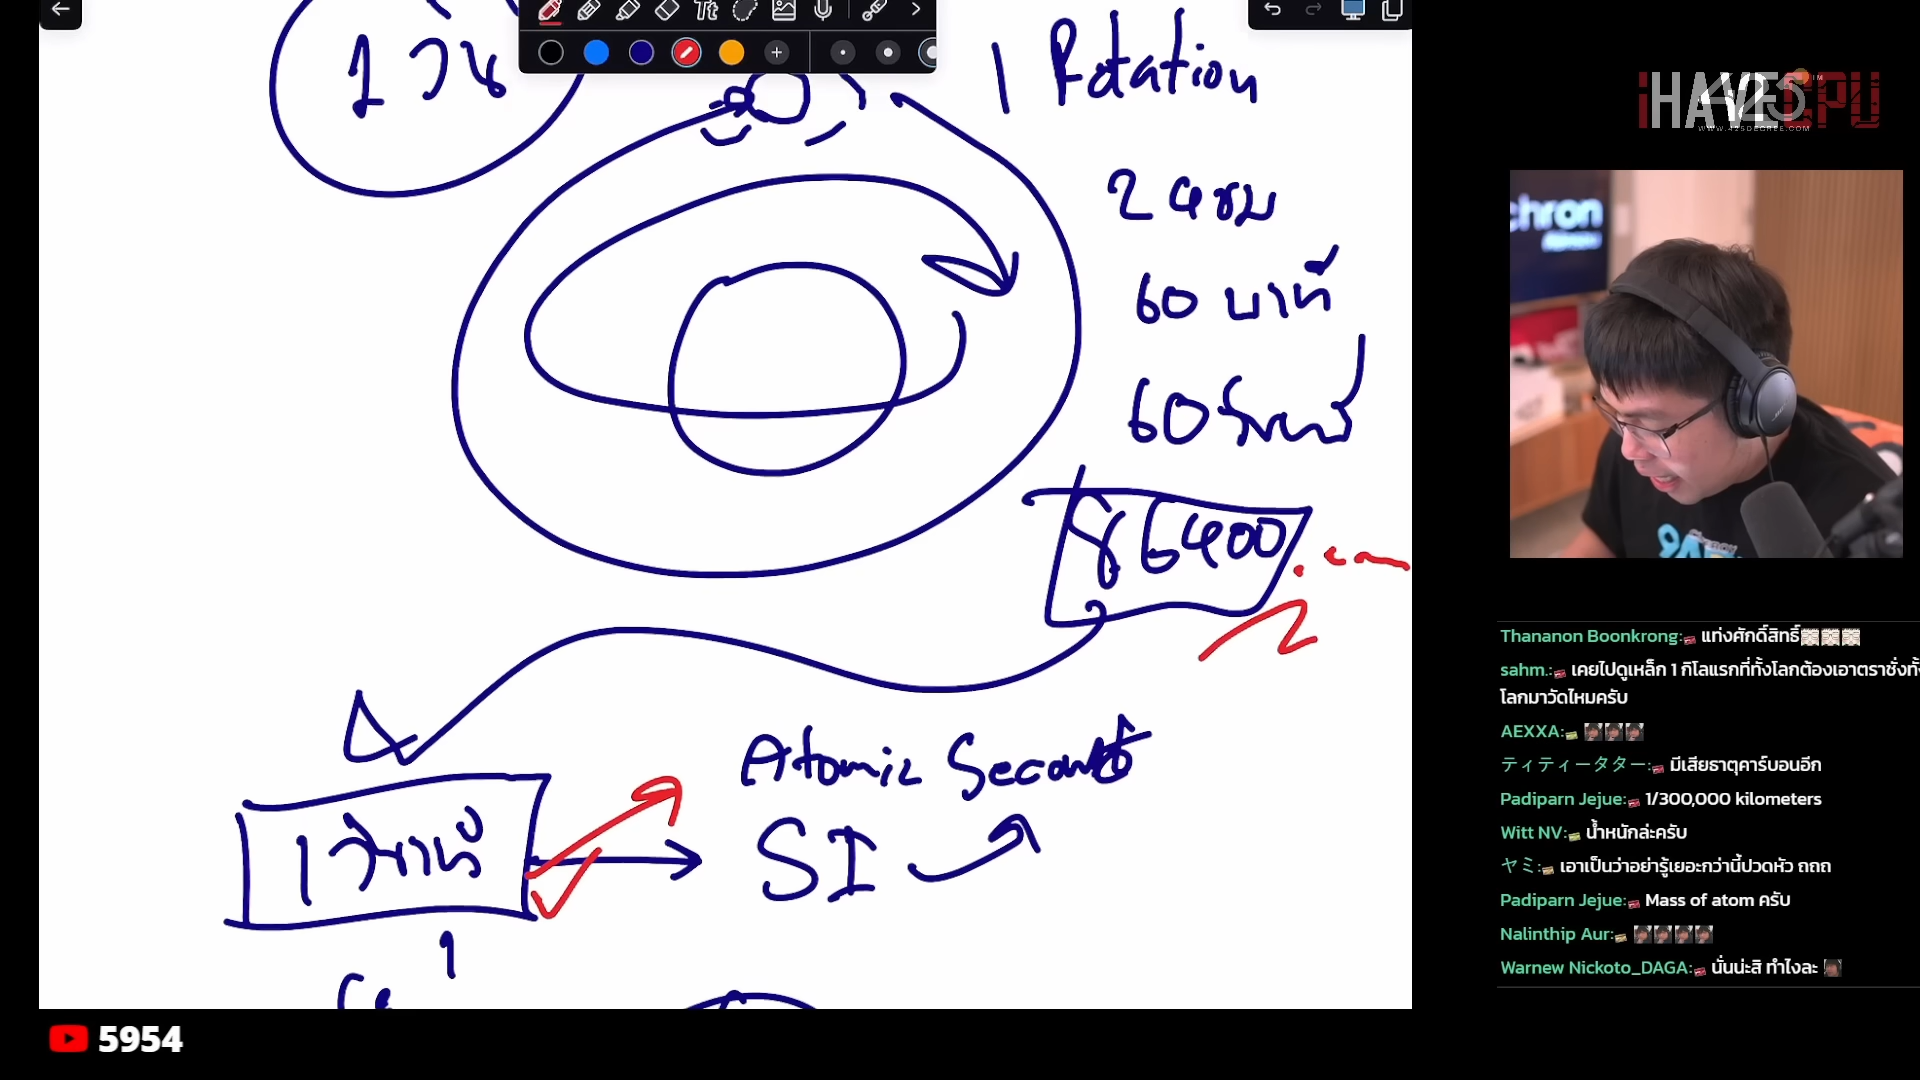 1 วัน
Tt
1 Rotation
24 ชม
60 นาที
60 วินาที
86400
Atomic Second
1 วินาที
SI
iHAVECPU
425
WWW.425DEGREE.COM
chron
Thananon Boonkrong: แท่งศักดิ์สิทธิ์
sahm.: เคยไปดูเหล็ก 1 กิโลแรกที่ทั้งโลกต้องเอาตราชั่งทั้ง
โลกมาวัดไหมครับ
AEXXA:
ティティータター: มีเสียธาตุคาร์บอนอีก
Padiparn Jejue: 1/300,000 kilometers
Witt NV: น้ำหนักล่ะครับ
ヤミ: เอาเป็นว่าอย่ารู้เยอะกว่านี้ปวดหัว ถถถ
Padiparn Jejue: Mass of atom ครับ
Nalinthip Aur:
Warnew Nickoto_DAGA: นั่นน่ะสิ ทำไงละ
5954